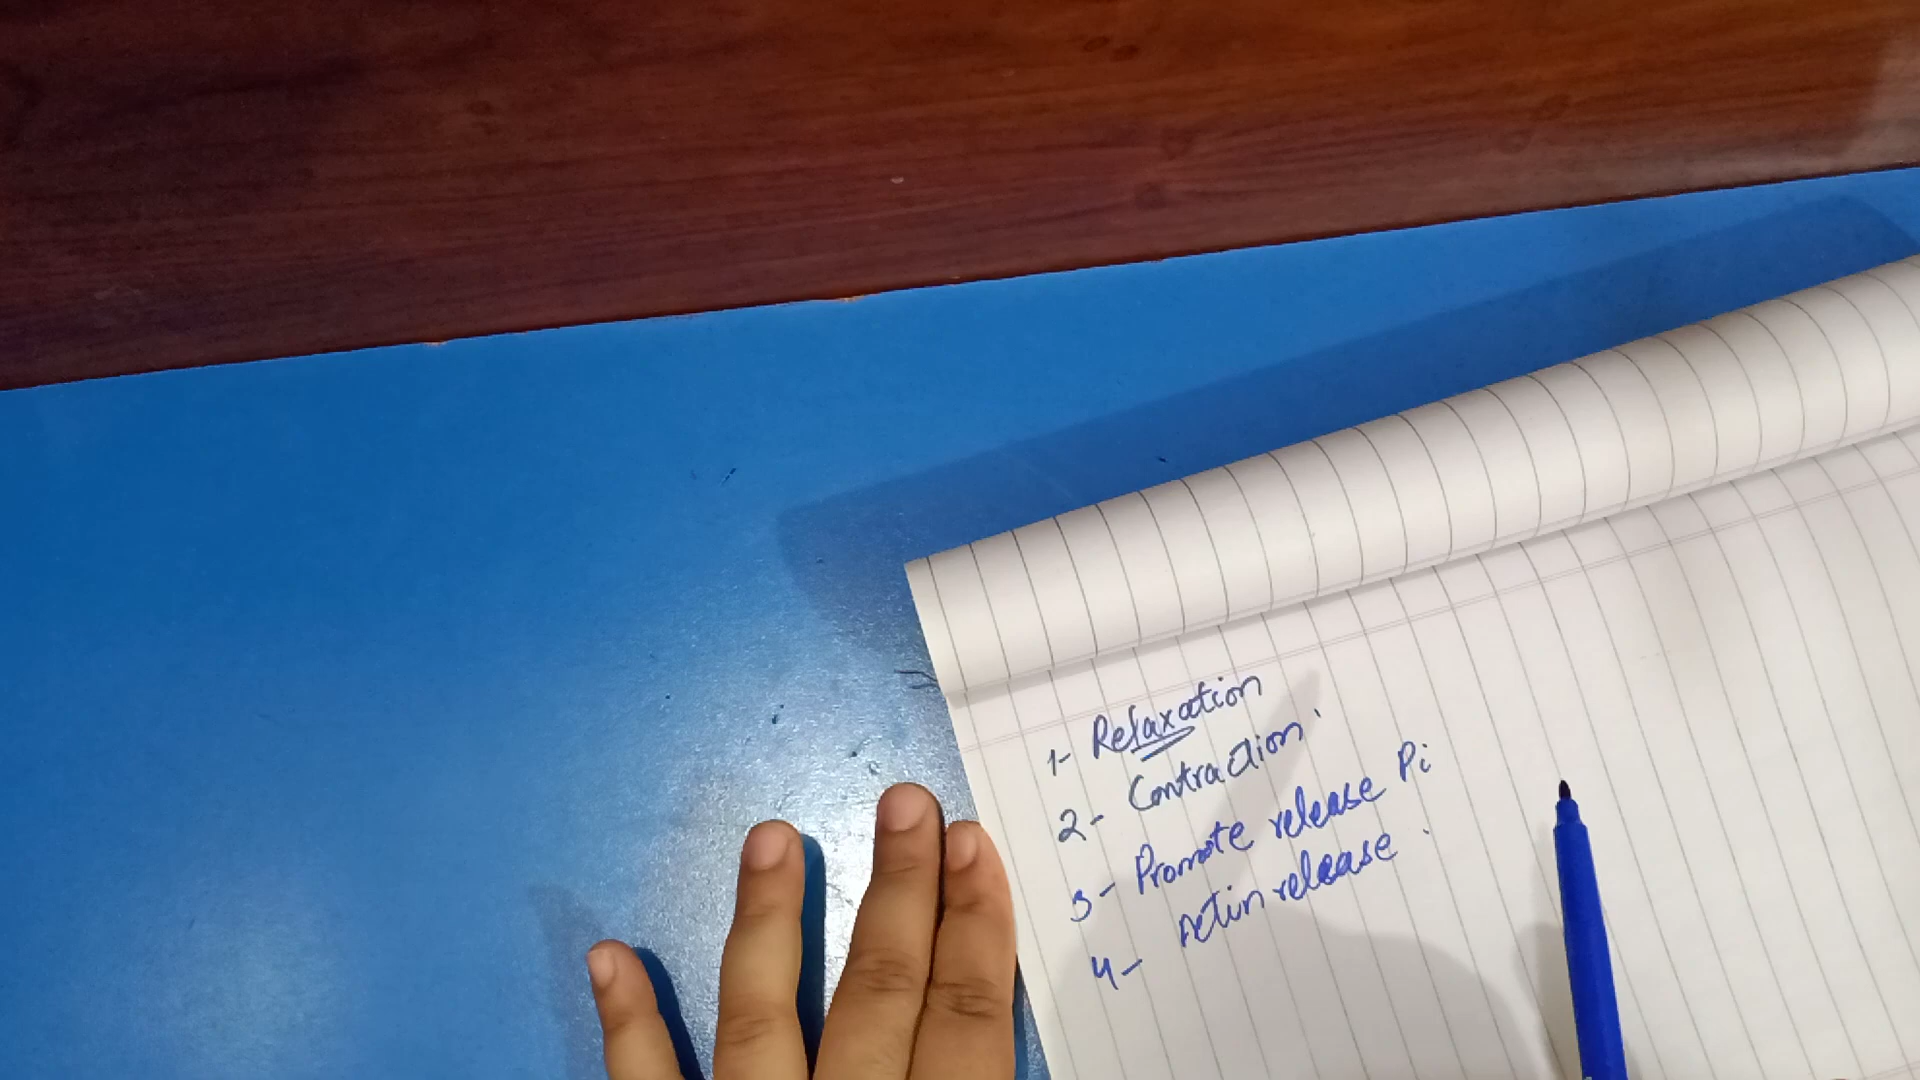 1- Relaxation
2- Contraction.
3- Promote release Pi
4- Actin release.